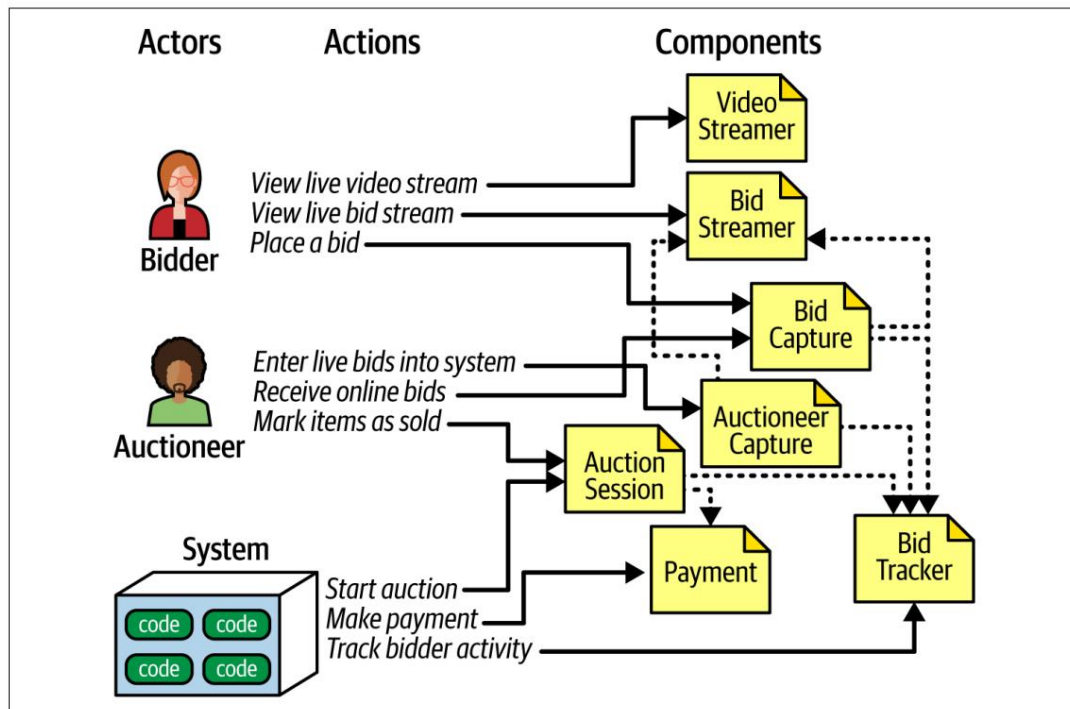 Actors
Actions
Components
Video
Streamer
View live video stream
View live bid stream
Place a bid
Bid
Streamer
Bidder
Bid
Capture
Enter live bids into system
Receive online bids
Mark items as sold
Auctioneer
Auctioneer
Capture
Auction
Session
System
code
code
code
code
Start auction
Make payment
Track bidder activity
Payment
Bid
Tracker